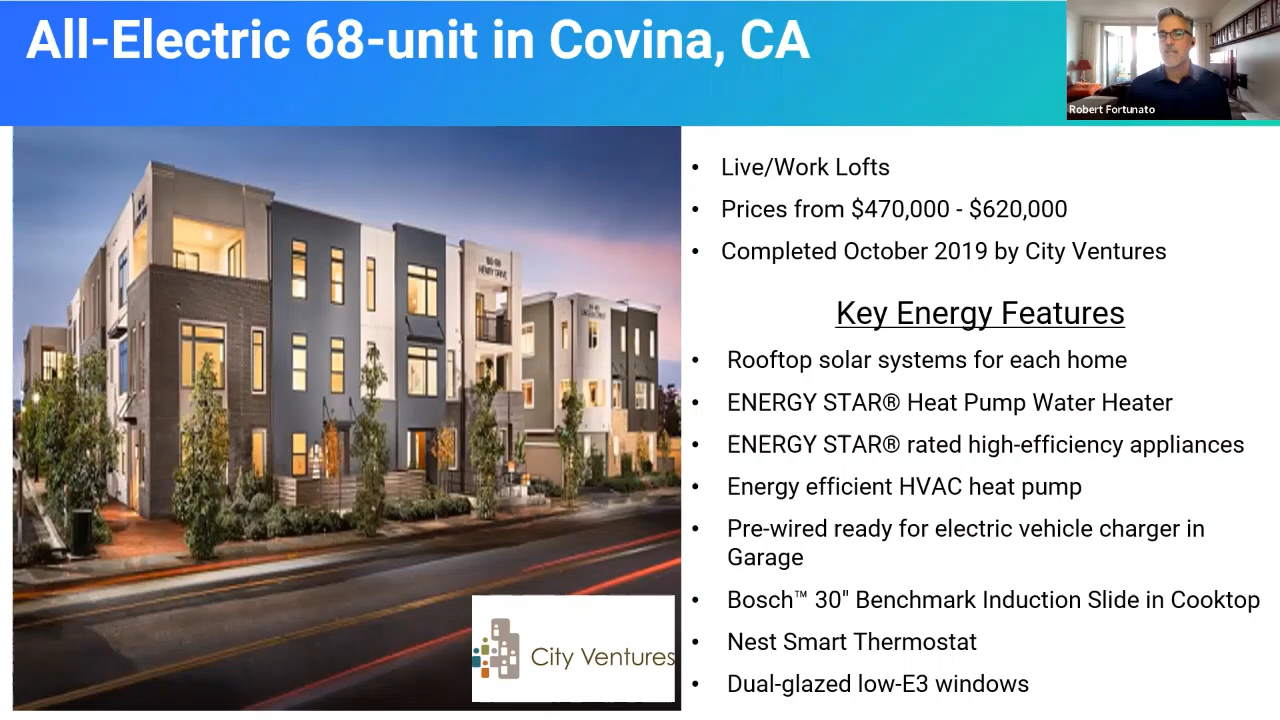 All-Electric 68-unit in Covina, CA
Robert Fortunato
• Live/Work Lofts
• Prices from $470,000 - $620,000
• Completed October 2019 by City Ventures
Key Energy Features
• Rooftop solar systems for each home
• ENERGY STAR® Heat Pump Water Heater
• ENERGY STAR® rated high-efficiency appliances
• Energy efficient HVAC heat pump
• Pre-wired ready for electric vehicle charger in
Garage
• Bosch™ 30" Benchmark Induction Slide in Cooktop
• Nest Smart Thermostat
• Dual-glazed low-E3 windows
HENRY DRIVE
City Ventures